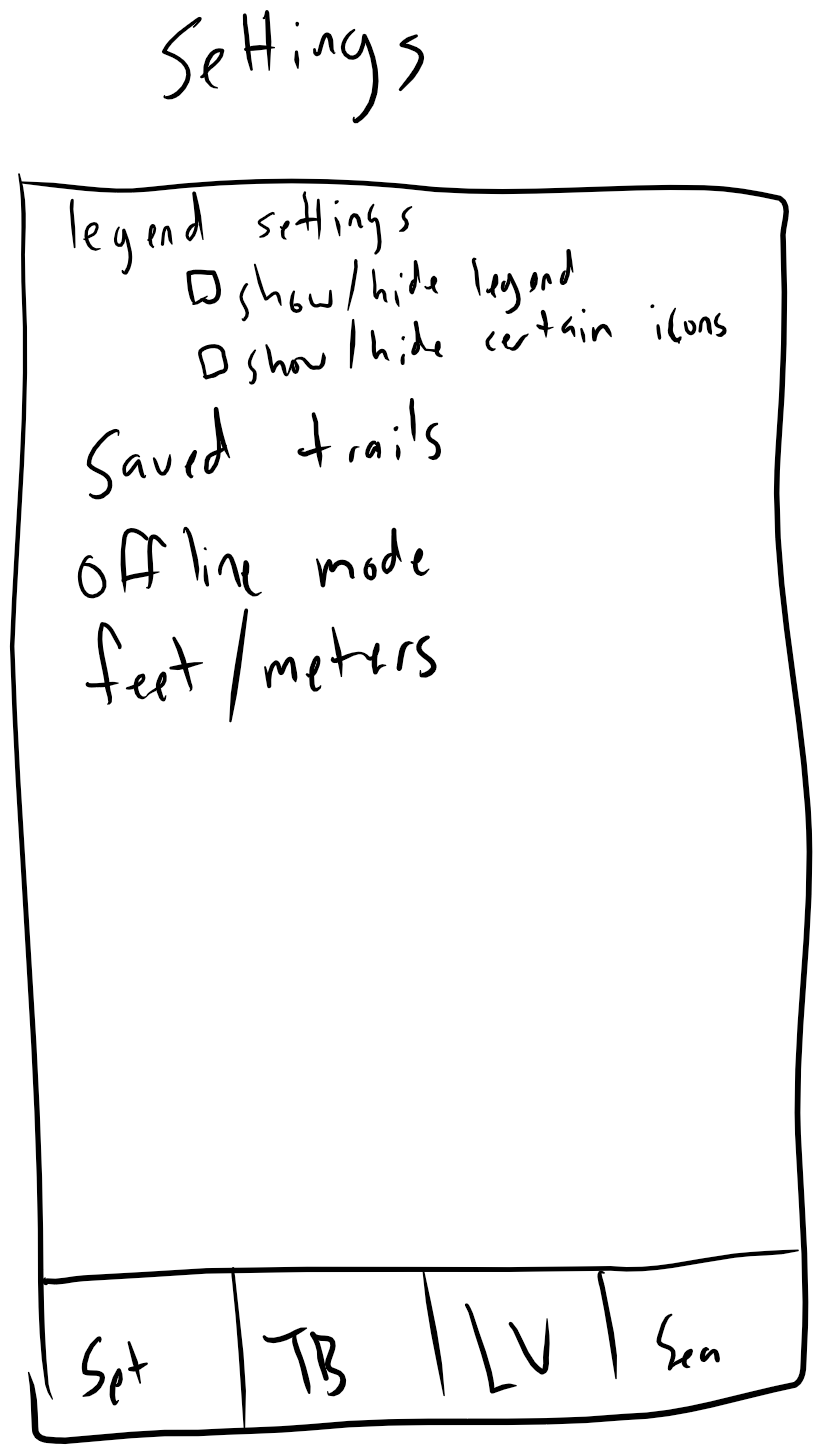 Settings
legend settings
show/hide legend
show/hide certain icons
Saved trails
offline mode
feet/meters
Set TB LV Sea